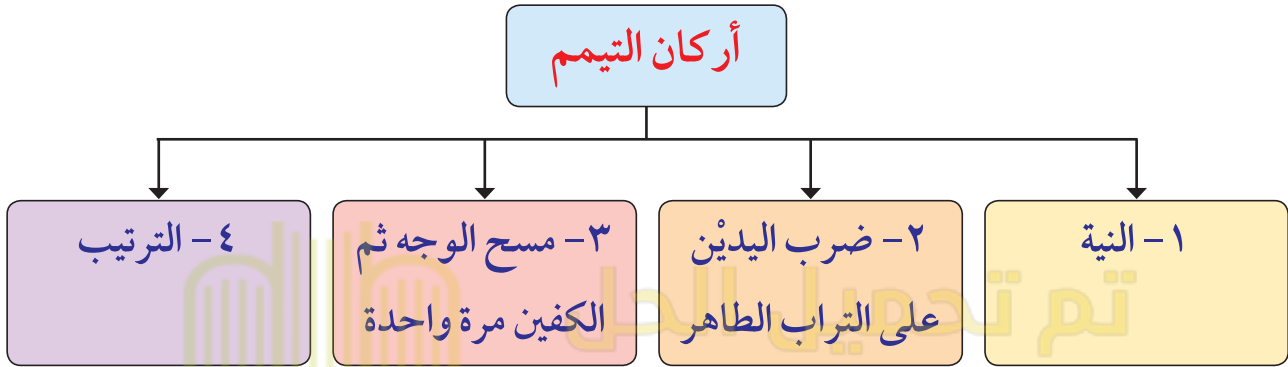 أركان التيمم
١- النية
٢- ضرب اليديْن
على التراب الطاهر
٣- مسح الوجه ثم
الكفين مرة واحدة
٤- الترتيب
تم تحميل الحل